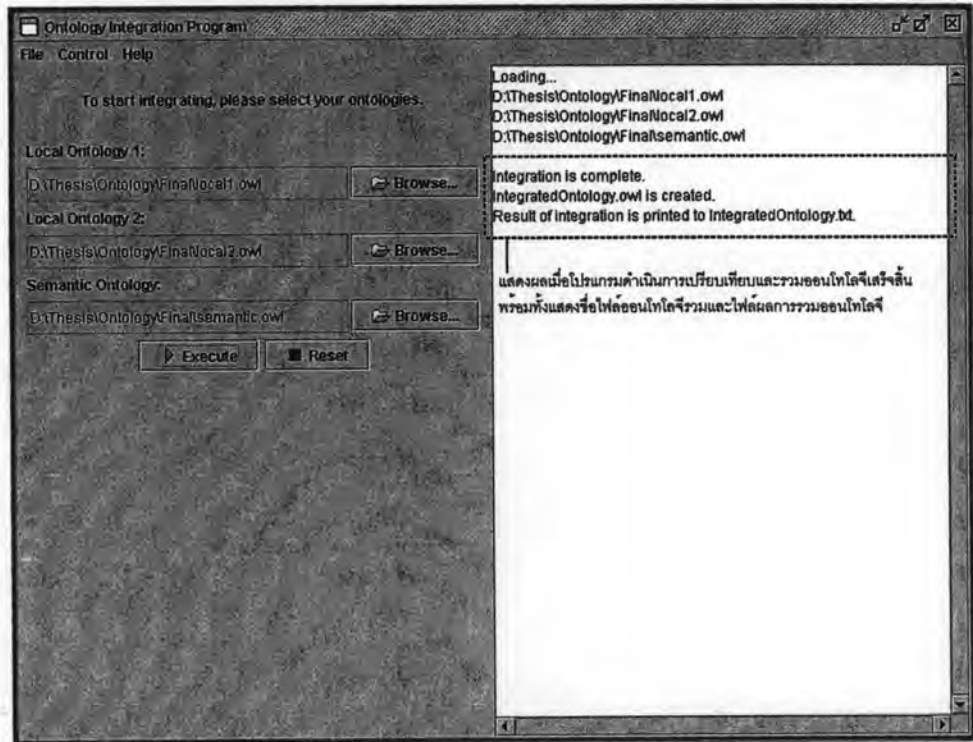 Ontology Integration Program
File Control Help
To start integrating, please select your ontologies.
Local Ontology 1:
D:\Thesis\Ontology\Final\local1.owl
Browse...
Local Ontology 2:
D:\Thesis\Ontology\Final\local2.owl
Browse...
Semantic Ontology:
D:\Thesis\Ontology\Final\semantic.owl
Browse...
Execute
Reset
Loading...
D:\Thesis\Ontology\Final\local1.owl
D:\Thesis\Ontology\Final\local2.owl
D:\Thesis\Ontology\Final\semantic.owl
Integration is complete.
IntegratedOntology.owl is created.
Result of integration is printed to IntegratedOntology.txt.
แสดงผลเมื่อโปรแกรมดำเนินการเปรียบเทียบและรวมออนโทโลจีเสร็จสิ้น
พร้อมทั้งแสดงชื่อไฟล์ออนโทโลจีรวมและไฟล์ผลการรวมออนโทโลจี